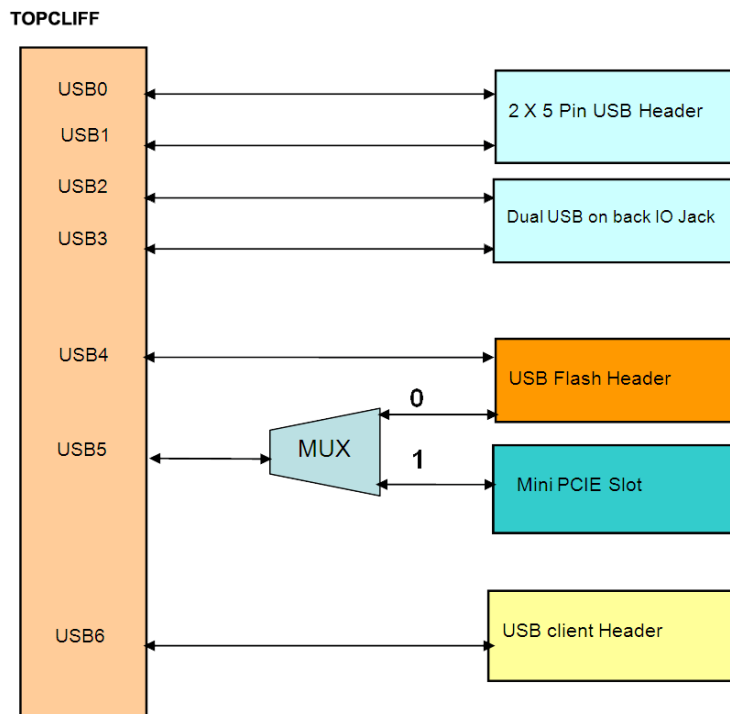 TOPCLIFF
USB0
2 X 5 Pin USB Header
USB1
USB2
Dual USB on back IO Jack
USB3
USB4
USB Flash Header
0
USB5
MUX
1
Mini PCIE Slot
USB6
USB client Header